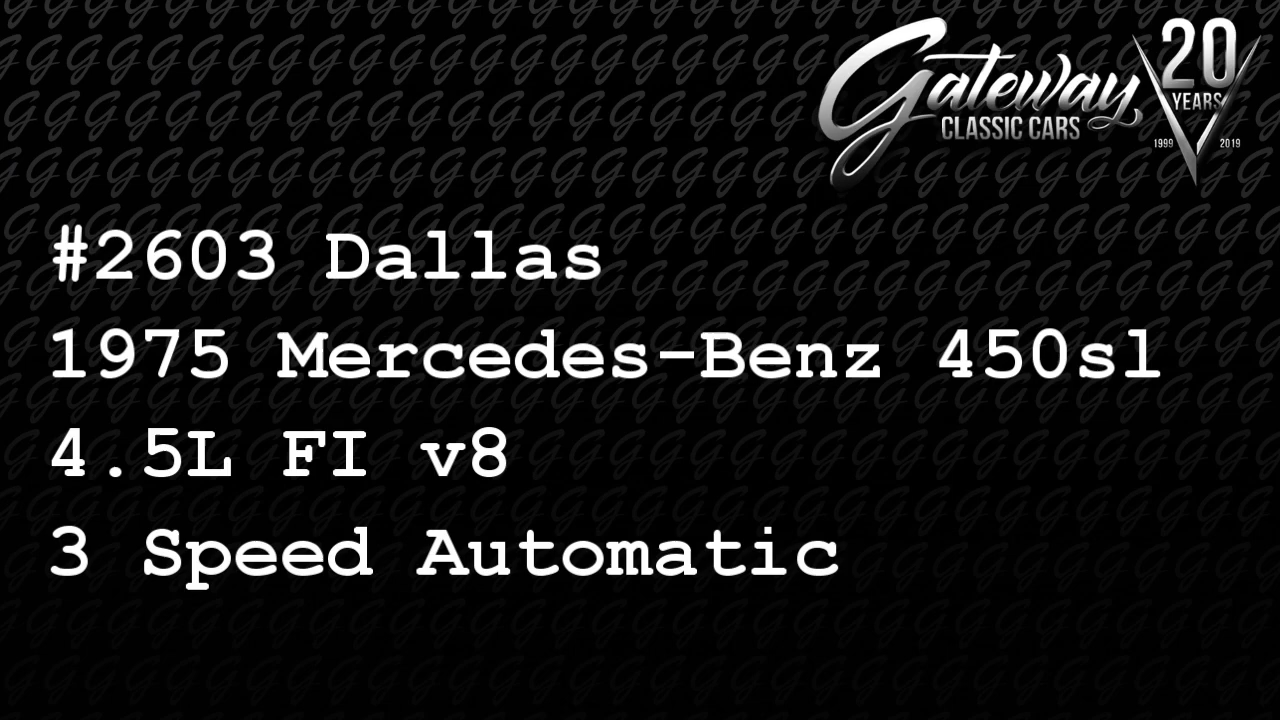 Gateway
CLASSIC CARS
20
YEARS
1999 2019
#2603 Dallas
1975 Mercedes-Benz 450sl
4.5L FI v8
3 Speed Automatic